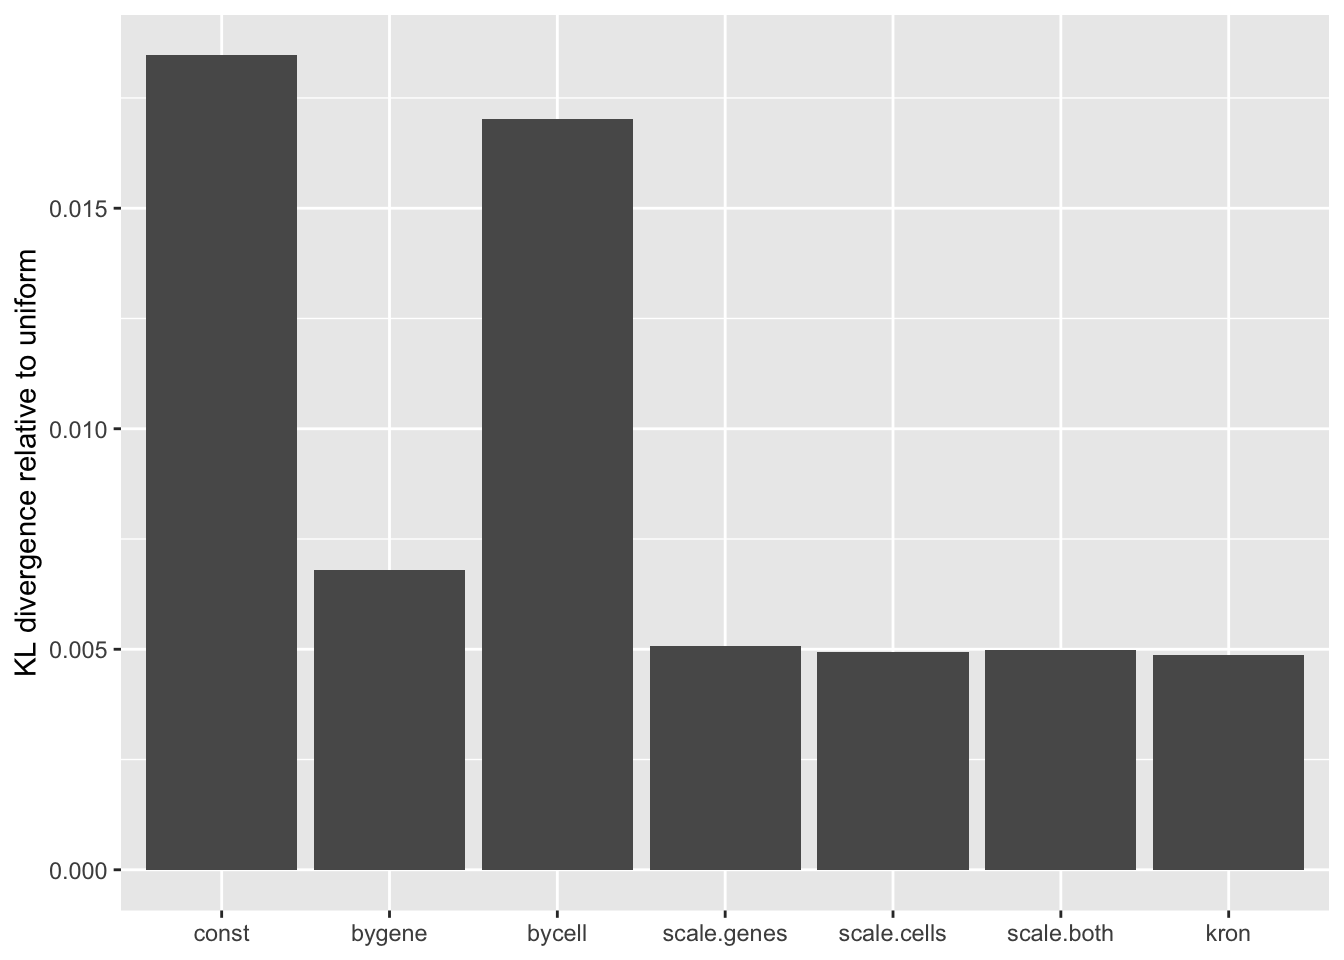 KL divergence relative to uniform
0.015
0.010
0.005
0.000
const bygene bycell scale.genes scale.cells scale.both kron